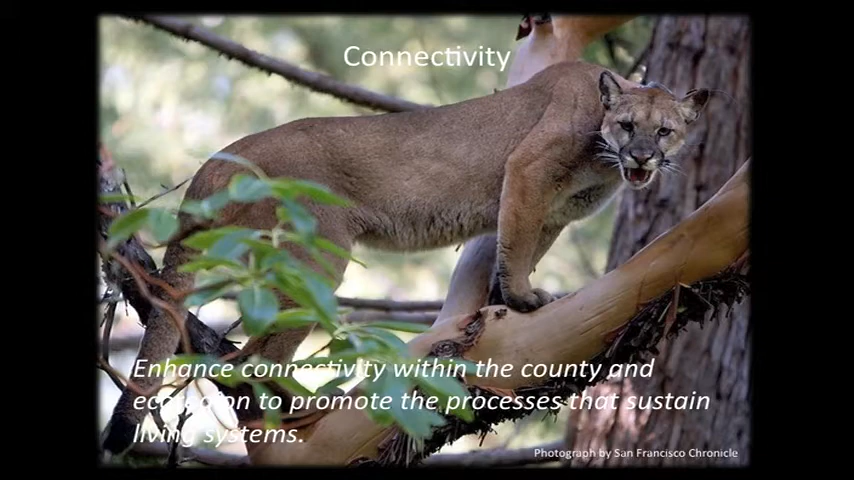 Connectivity
Enhance connectivity within the county and
ecoregion to promote the processes that sustain
living systems.
Photograph by San Francisco Chronicle